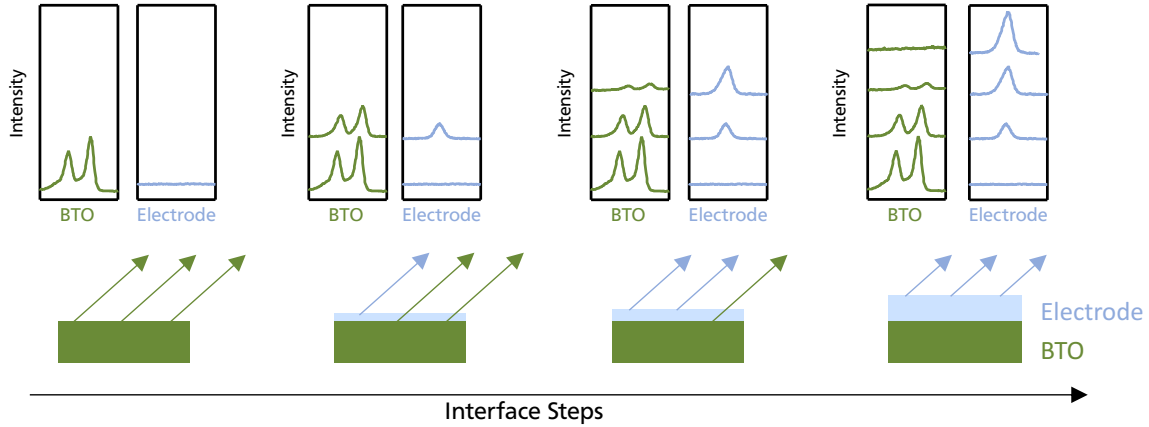 Intensity
BTO
Electrode
Intensity
BTO
Electrode
Intensity
BTO
Electrode
Intensity
BTO
Electrode
Electrode
BTO
Interface Steps